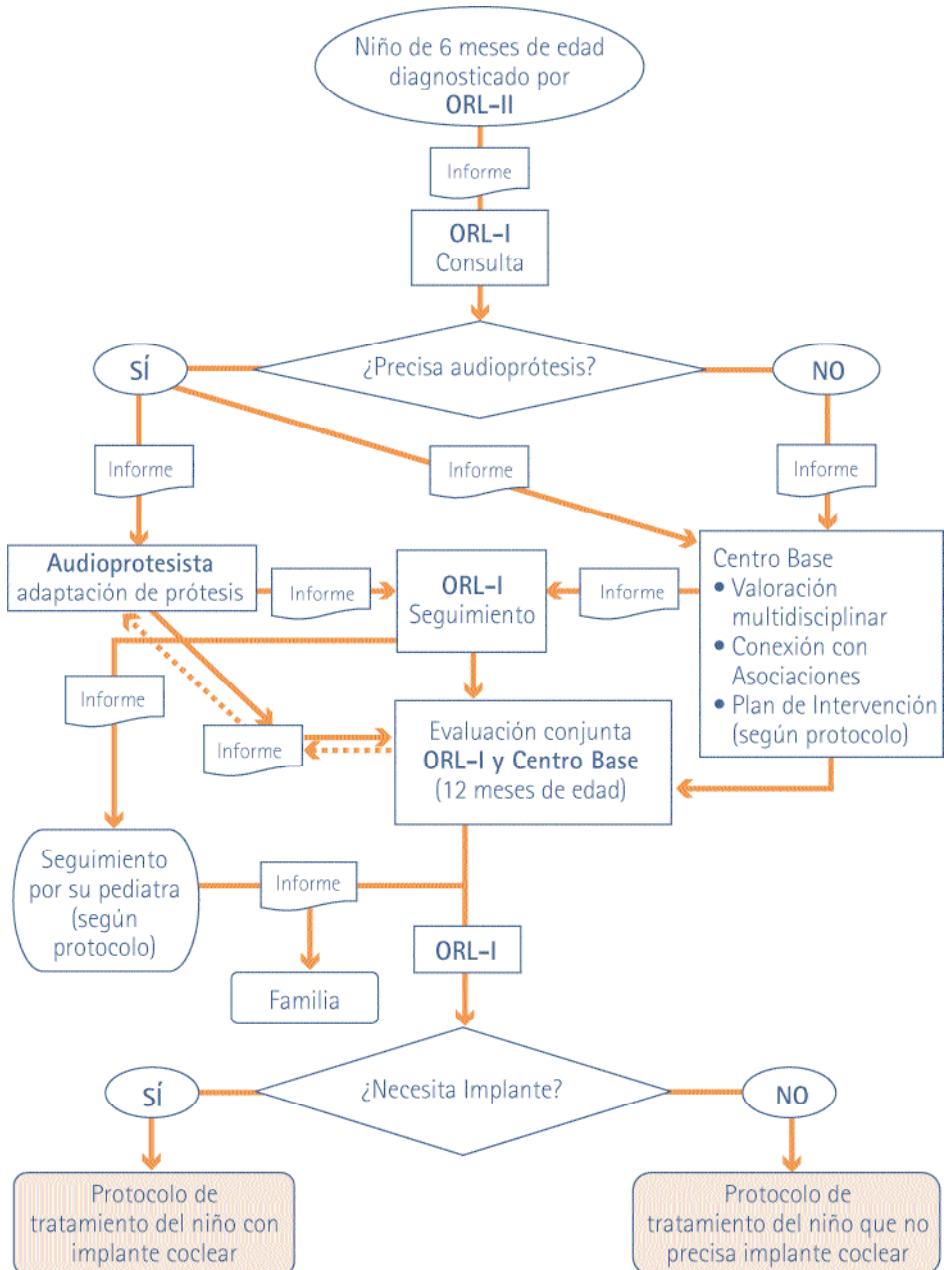 Niño de 6 meses de edad
diagnosticado por
ORL-II
Informe
ORL-I
Consulta
¿Precisa audioprótesis?
SÍ
NO
Informe
Informe
Informe
Audioprotesista
adaptación de prótesis
Informe
ORL-I
Seguimiento
Informe
Centro Base
• Valoración
multidisciplinar
• Conexión con
Asociaciones
• Plan de Intervención
(según protocolo)
Informe
Informe
Evaluación conjunta
ORL-I y Centro Base
(12 meses de edad)
Seguimiento
por su pediatra
(según
protocolo)
Informe
Familia
ORL-I
¿Necesita Implante?
SÍ
NO
Protocolo de
tratamiento del niño con
implante coclear
Protocolo de
tratamiento del niño que no
precisa implante coclear